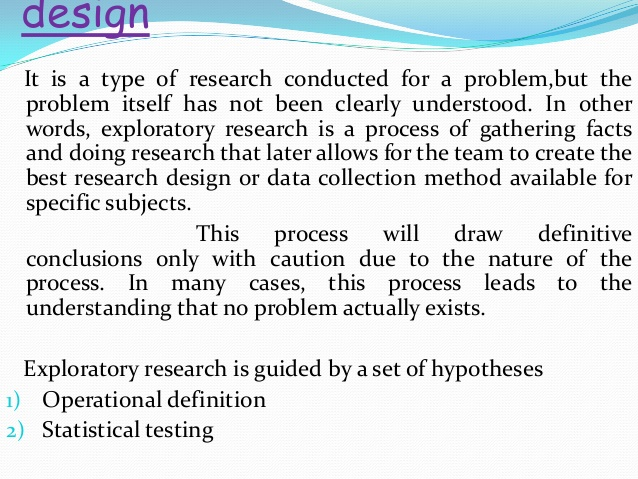 design
It is a type of research conducted for a problem,but the
problem itself has not been clearly understood. In other
words, exploratory research is a process of gathering facts
and doing research that later allows for the team to create the
best research design or data collection method available for
specific subjects.
This process will draw definitive
conclusions only with caution due to the nature of the
process. In many cases, this process leads to the
understanding that no problem actually exists.
Exploratory research is guided by a set of hypotheses
1) Operational definition
2) Statistical testing